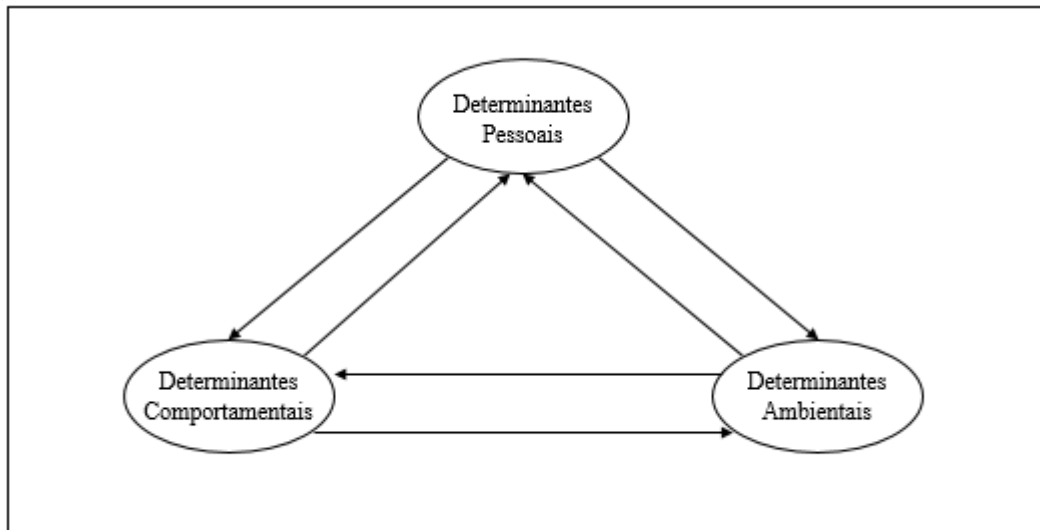 Determinantes
Pessoais
Determinantes
Comportamentais
Determinantes
Ambientais